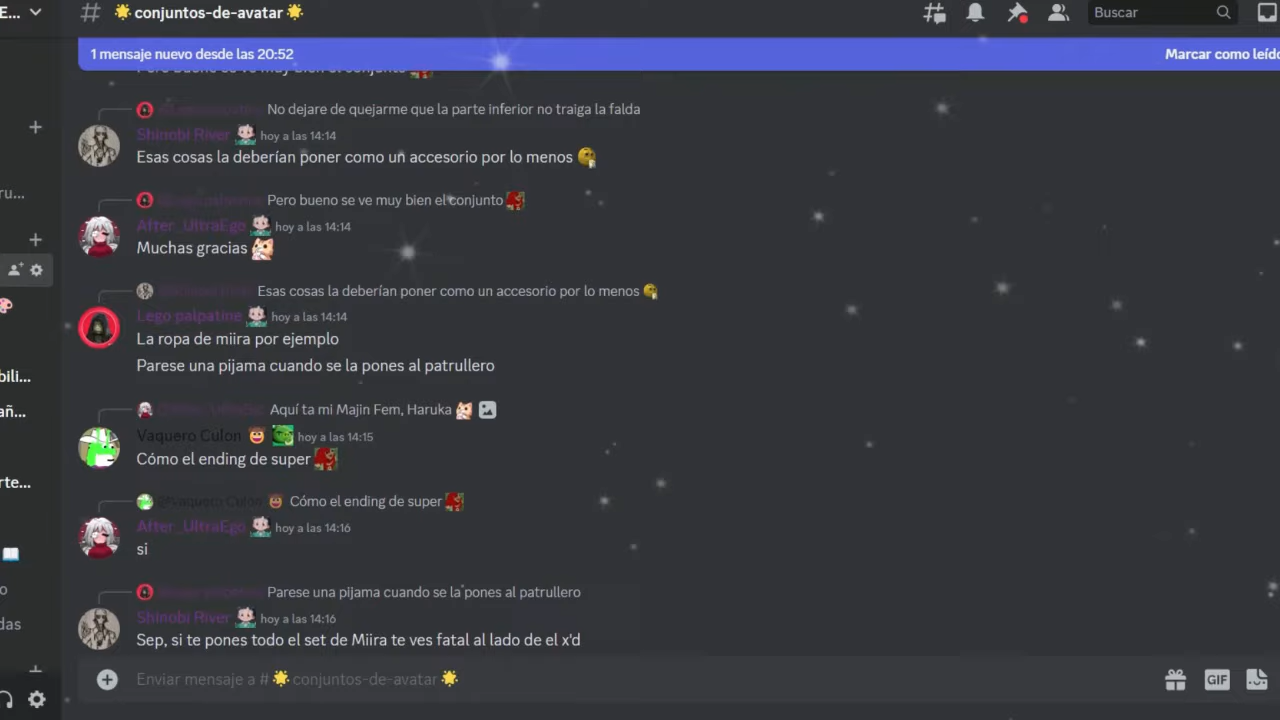 E...
conjuntos-de-avatar
Buscar
1 mensaje nuevo desde las 20:52
Marcar como leído
Pero bueno se ve muy bien el conjunto
No dejare de quejarme que la parte inferior no traiga la falda
Shinobi River hoy a las 14:14
Esas cosas la deberían poner como un accesorio por lo menos
Pero bueno se ve muy bien el conjunto
After_UltraEgo hoy a las 14:14
Muchas gracias
Esas cosas la deberían poner como un accesorio por lo menos
Lego palpatine hoy a las 14:14
La ropa de miira por ejemplo
Parese una pijama cuando se la pones al patrullero
Aquí ta mi Majin Fem, Haruka
Vaquero Culon hoy a las 14:15
Cómo el ending de super
@Vaquero Culon Cómo el ending de super
After_UltraEgo hoy a las 14:16
si
Parese una pijama cuando se la pones al patrullero
Shinobi River hoy a las 14:16
Sep, si te pones todo el set de Miira te ves fatal al lado de el x'd
Enviar mensaje a # conjuntos-de-avatar
GIF
ru...
bili...
añ...
rte...
o
das